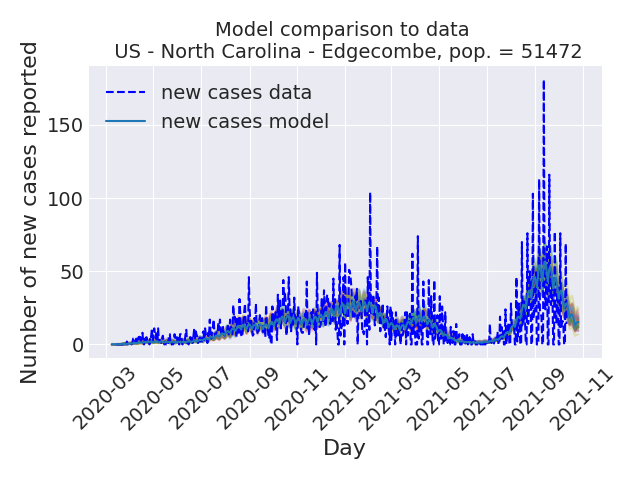 Model comparison to data
US - North Carolina - Edgecombe, pop. = 51472
Number of new cases reported
new cases data
new cases model
150
100
50
0
2020-03
2020-05
2020-07
2020-09
2020-11
2021-01
2021-03
2021-05
2021-07
2021-09
2021-11
Day